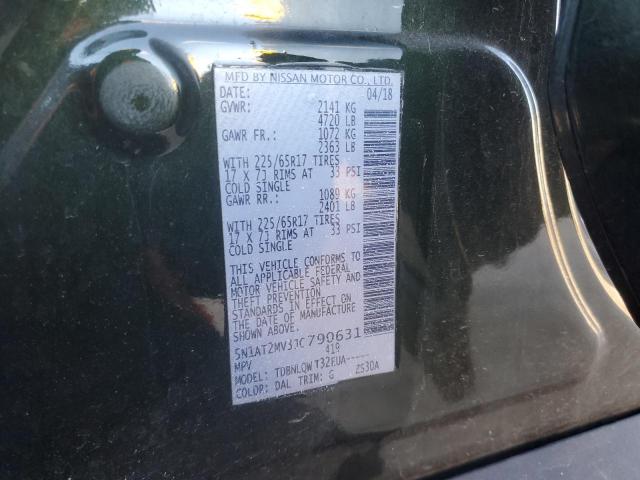 MFD BY NISSAN MOTOR CO., LTD.
DATE: 04/18
GVWR: 2141 KG
4720 LB
GAWR FR.: 1072 KG
2363 LB
WITH 225/65R17 TIRES
17 X 7J RIMS AT 33 PSI
COLD SINGLE
GAWR RR.: 1089 KG
2401 LB
WITH 225/65R17 TIRES
17 X 7J RIMS AT 33 PSI
COLD SINGLE
THIS VEHICLE CONFORMS TO
ALL APPLICABLE FEDERAL
MOTOR VEHICLE SAFETY AND
THEFT PREVENTION
STANDARDS IN EFFECT ON
THE DATE OF MANUFACTURE
SHOWN ABOVE.
MPV 419
MODEL: TDBNLQW T32FUA-----
COLOR: DAL TRIM: G ZS30A